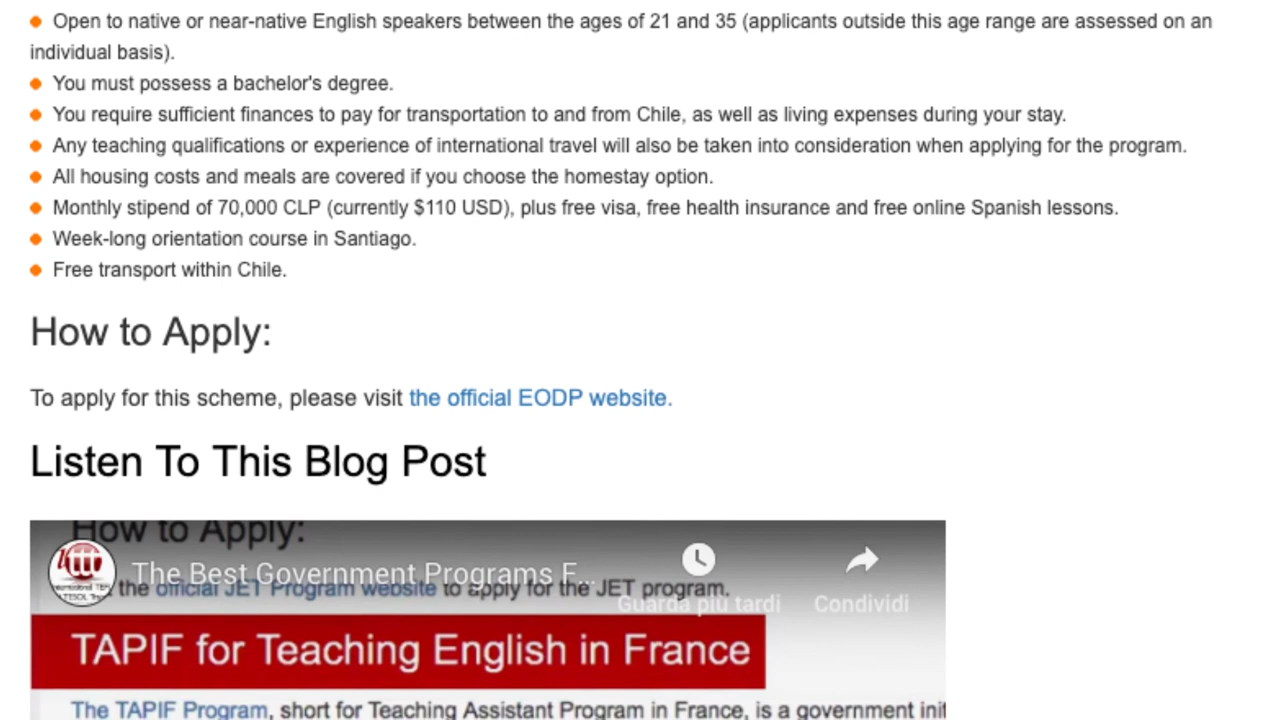 Open to native or near-native English speakers between the ages of 21 and 35 (applicants outside this age range are assessed on an
individual basis).
You must possess a bachelor's degree.
You require sufficient finances to pay for transportation to and from Chile, as well as living expenses during your stay.
Any teaching qualifications or experience of international travel will also be taken into consideration when applying for the program.
All housing costs and meals are covered if you choose the homestay option.
Monthly stipend of 70,000 CLP (currently $110 USD), plus free visa, free health insurance and free online Spanish lessons.
Week-long orientation course in Santiago.
Free transport within Chile.
How to Apply:
To apply for this scheme, please visit the official EODP website.
Listen To This Blog Post
How to Apply:
The Best Government Programs F...
the official JET Program website to apply for the JET program.
Guarda più tardi Condividi
TAPIF for Teaching English in France
The TAPIF Program, short for Teaching Assistant Program in France, is a government init